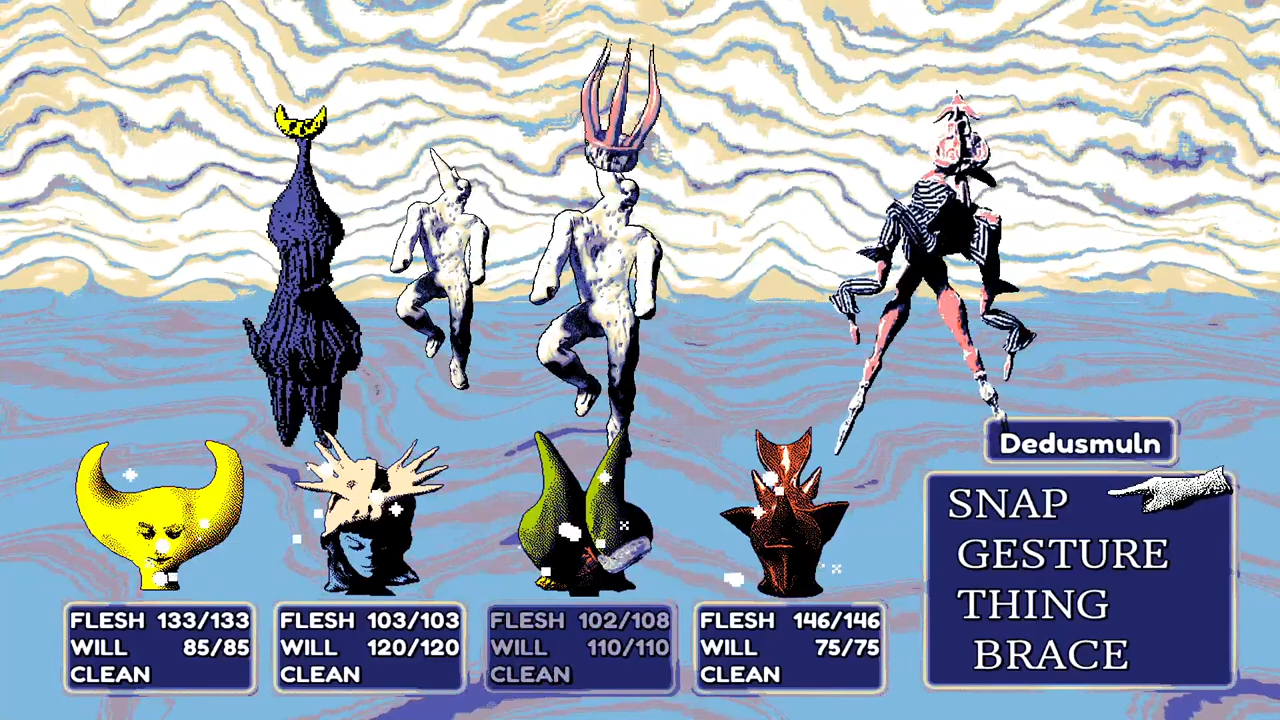 Dedusmuln
SNAP
GESTURE
THING
BRACE
FLESH 133/133
WILL 85/85
CLEAN
FLESH 103/103
WILL 120/120
CLEAN
FLESH 102/108
WILL 110/110
CLEAN
FLESH 146/146
WILL 75/75
CLEAN